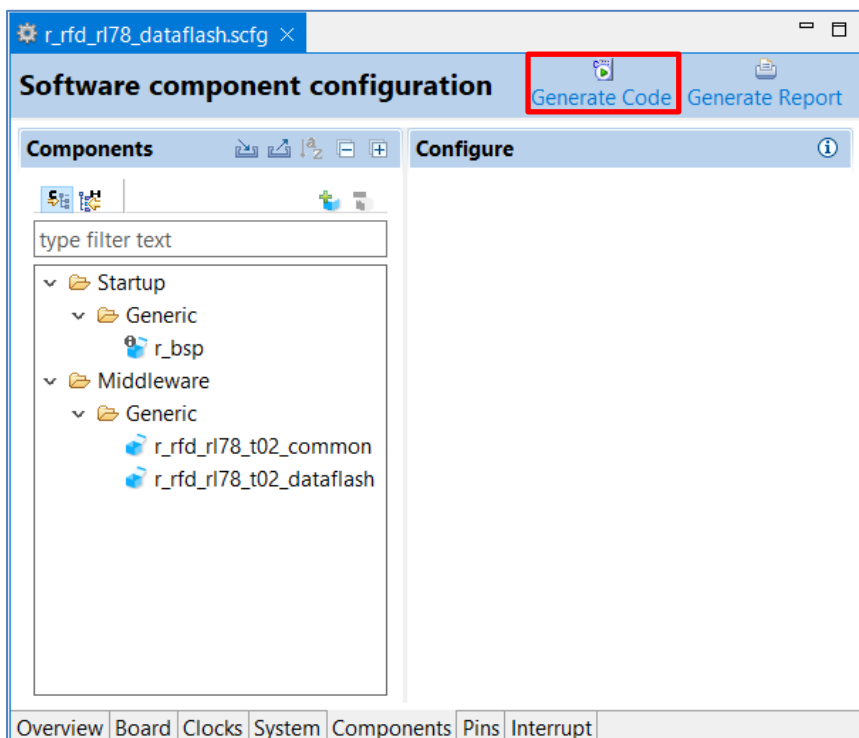 r_rfd_rl78_dataflash.scfg
Software component configuration
Generate Code
Generate Report
Components
Configure
type filter text
Startup
Generic
r_bsp
Middleware
Generic
r_rfd_rl78_t02_common
r_rfd_rl78_t02_dataflash
Overview Board Clocks System Components Pins Interrupt